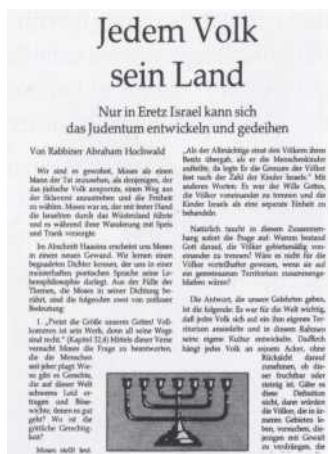 Jedem Volk
sein Land
Nur in Eretz Israel kann sich
das Judentum entwickeln und gedeihen
Von Rabbiner Abraham Hochwald
Wir sind es gewohnt, Moses als einen
Mann der Tat anzusehen, als denjenigen, der
das jüdische Volk anspornte, einen Weg aus
der Sklaverei anzustreben und die Freiheit
zu wählen. Moses war es, der mit fester Hand
die Israeliten durch das Wüstenland führte
und es während ihrer Wanderung mit Speis
und Trank versorgte.
Im Abschnitt Haasinu erscheint uns Moses
in einem neuen Gewand. Wir lernen einen
begnadeten Dichter kennen, der uns in einer
meisterhaften poetischen Sprache seine Le-
bensphilosophie darlegt. Aus der Fülle der
Themen, die Moses in seiner Dichtung be-
rührt, sind die folgenden zwei von zeitloser
Bedeutung:
1. „Preist die Größe unseres Gottes! Voll-
kommen ist sein Werk, denn all seine Wege
sind recht." (Kapitel 32,4) Mittels dieser Verse
versucht Moses die Frage zu beantworten,
die die Menschen
seit jeher plagt: Wie-
so gibt es Gerechte,
die auf dieser Welt
schweres Leid er-
tragen und Böse-
wichte, denen es gut
geht? Wo ist die
göttliche Gerechtig-
keit?
Moses stellt fest
„Als der Allmächtige einst den Völkern ihren
Besitz übergab, als er die Menschenkinder
aufteilte, da legte Er die Grenzen der Völker
fest nach der Zahl der Kinder Israels." Mit
anderen Worten: Es war der Wille Gottes,
die Völker voneinander zu trennen und die
Kinder Israels als eine separate Einheit zu
behandeln.
Natürlich taucht in diesem Zusammen-
hang sofort die Frage auf: Warum bestand
Gott darauf, die Völker gebietsmäßig von-
einander zu trennen? Wäre es nicht für die
Völker vorteilhafter gewesen, wenn sie auf
ein gemeinsames Territorium zusammenge-
blieben wären?
Die Antwort, die unsere Gelehrten geben,
ist die folgende: Es war für die Welt wichtig,
daß jedes Volk sich auf ein ihm eigenes Ter-
ritorium ansiedelte und in diesem Rahmen
seine eigene Kultur entwickelte. Dadurch
hängt jedes Volk an seinem Acker, ohne
Rücksicht darauf
zunehmen, ob die-
ser fruchtbar oder
steinig ist. Gäbe es
diese Definition
nicht, dann würden
die Völker, die in är-
meren Gebieten le-
ben, versuchen, die-
jenigen mit Gewalt
zu verdrängen, die